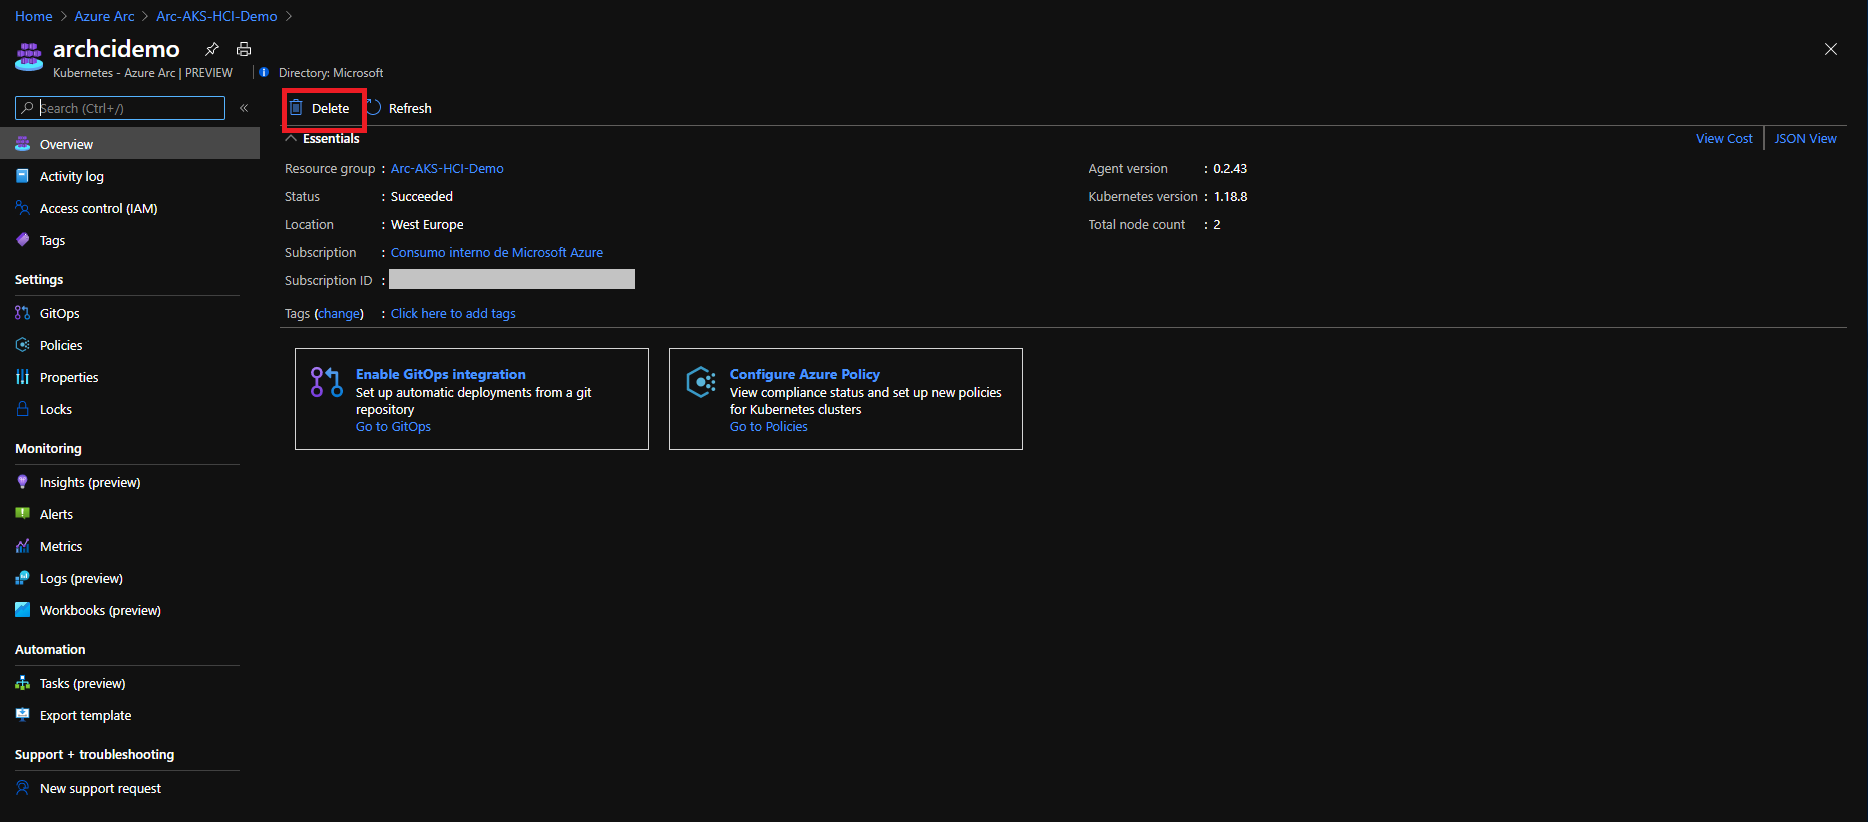 Home > Azure Arc > Arc-AKS-HCI-Demo >
archcidemo
Kubernetes - Azure Arc | PREVIEW
Directory: Microsoft
Search (Ctrl+/)
«
Overview
Activity log
Access control (IAM)
Tags
Settings
GitOps
Policies
Properties
Locks
Monitoring
Insights (preview)
Alerts
Metrics
Logs (preview)
Workbooks (preview)
Automation
Tasks (preview)
Export template
Support + troubleshooting
New support request
Delete
Refresh
Essentials
View Cost
JSON View
Resource group : Arc-AKS-HCI-Demo
Status : Succeeded
Location : West Europe
Subscription : Consumo interno de Microsoft Azure
Subscription ID :
Tags (change) : Click here to add tags
Agent version : 0.2.43
Kubernetes version : 1.18.8
Total node count : 2
Enable GitOps integration
Set up automatic deployments from a git
repository
Go to GitOps
Configure Azure Policy
View compliance status and set up new policies
for Kubernetes clusters
Go to Policies